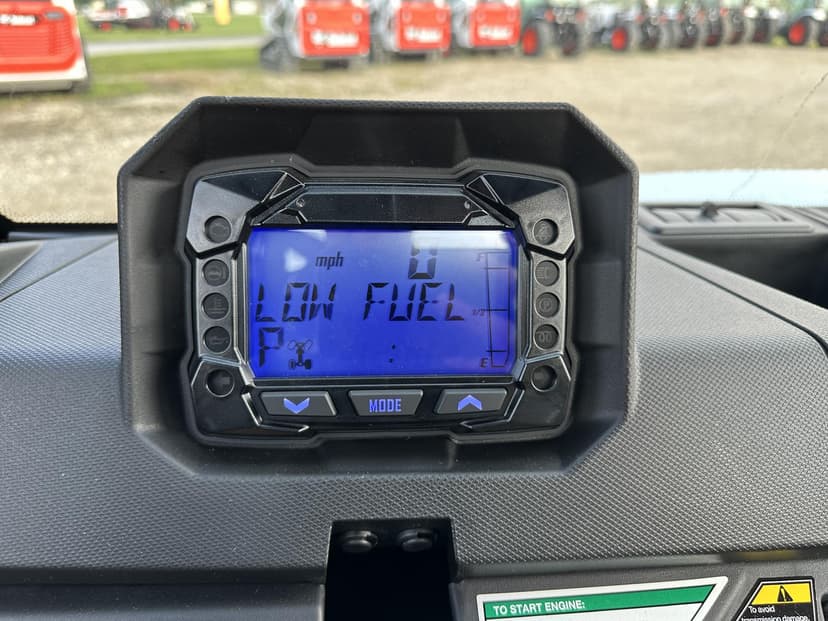 mph 0
F
LOW FUEL
1/2
P :
E
MODE
TO START ENGINE:
To avoid
transmission damage,